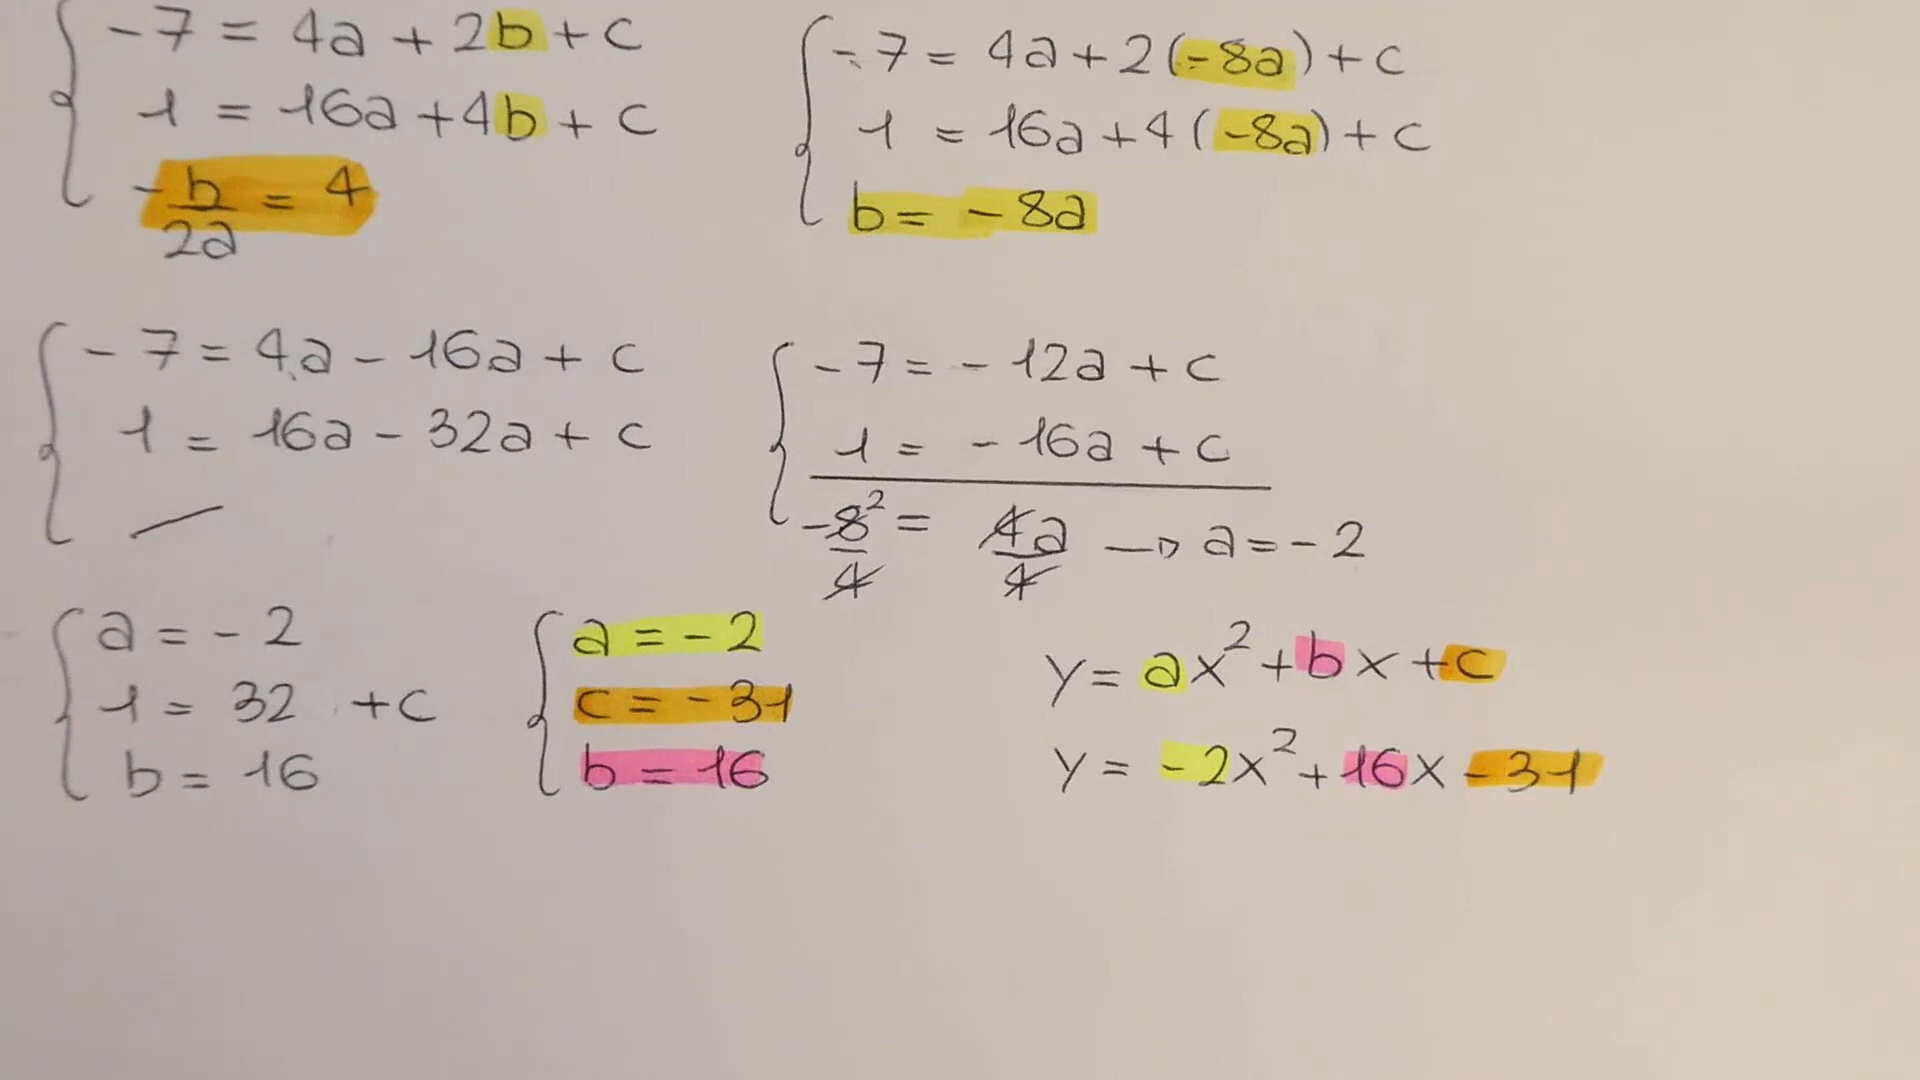 -7 = 4a + 2b + c
1 = 16a + 4b + c
-b/2a = 4
-7 = 4a + 2(-8a) + c
1 = 16a + 4(-8a) + c
b = -8a
-7 = 4a - 16a + c
1 = 16a - 32a + c
-7 = -12a + c
1 = -16a + c
-8²/4 = 4a/4 → a = -2
a = -2
1 = 32 + c
b = 16
a = -2
c = -31
b = 16
y = ax² + bx + c
y = -2x² + 16x - 31